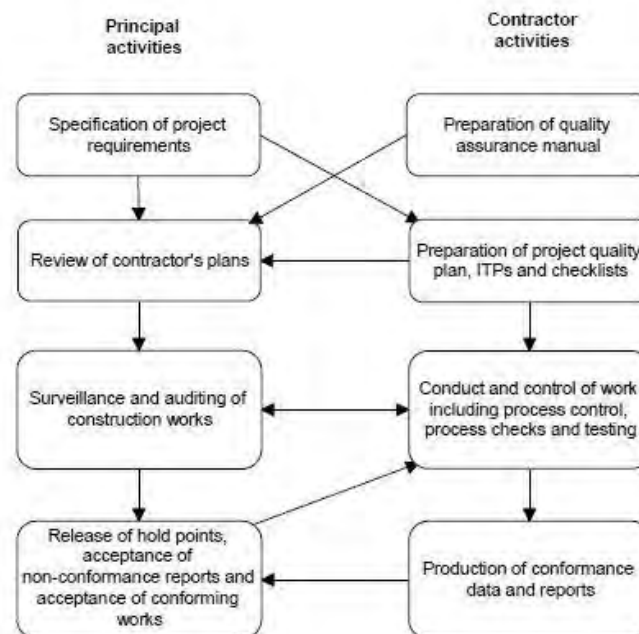 Principal
activities
Contractor
activities
Specification of project
requirements
Preparation of quality
assurance manual
Review of contractor's plans
Preparation of project quality
plan, ITPs and checklists
Surveillance and auditing of
construction works
Conduct and control of work
including process control,
process checks and testing
Release of hold points,
acceptance of
non-conformance reports and
acceptance of conforming
works
Production of conformance
data and reports